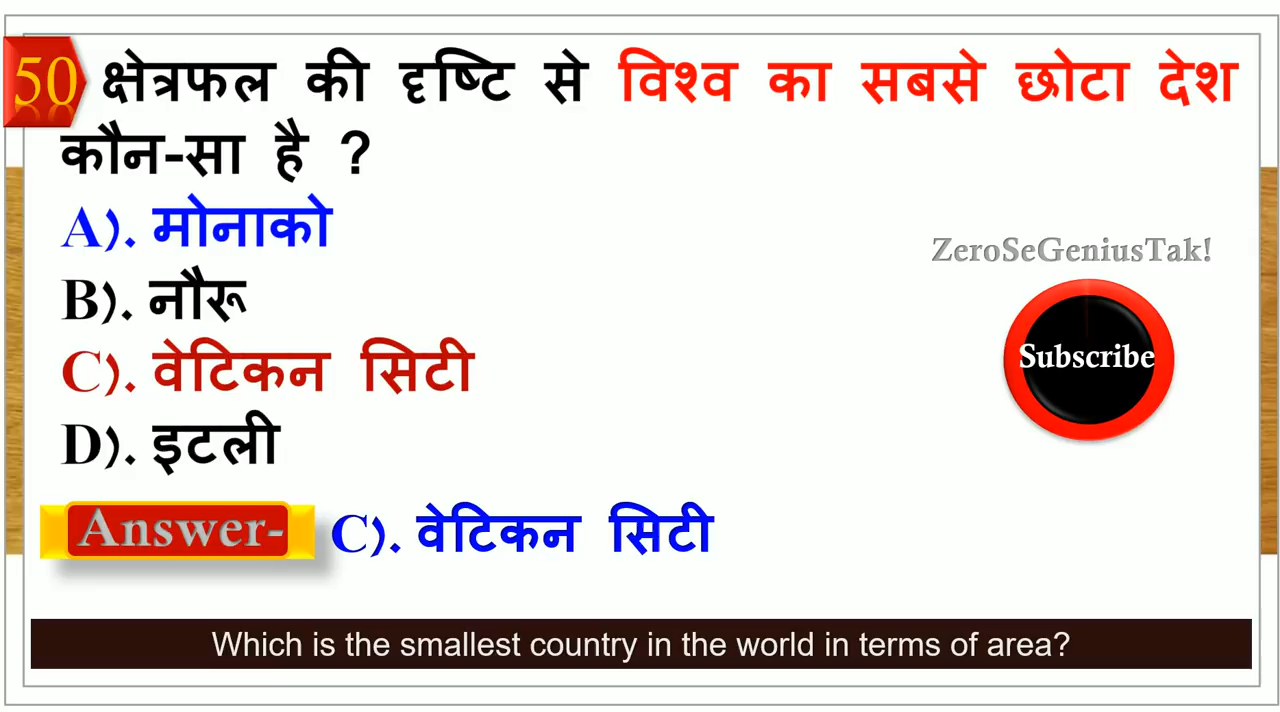 50 क्षेत्रफल की दृष्टि से विश्व का सबसे छोटा देश
कौन-सा है ?
A). मोनाको
B). नौरू
C). वेटिकन सिटी
D). इटली
ZeroSeGeniusTak!
Subscribe
Answer- C). वेटिकन सिटी
Which is the smallest country in the world in terms of area?